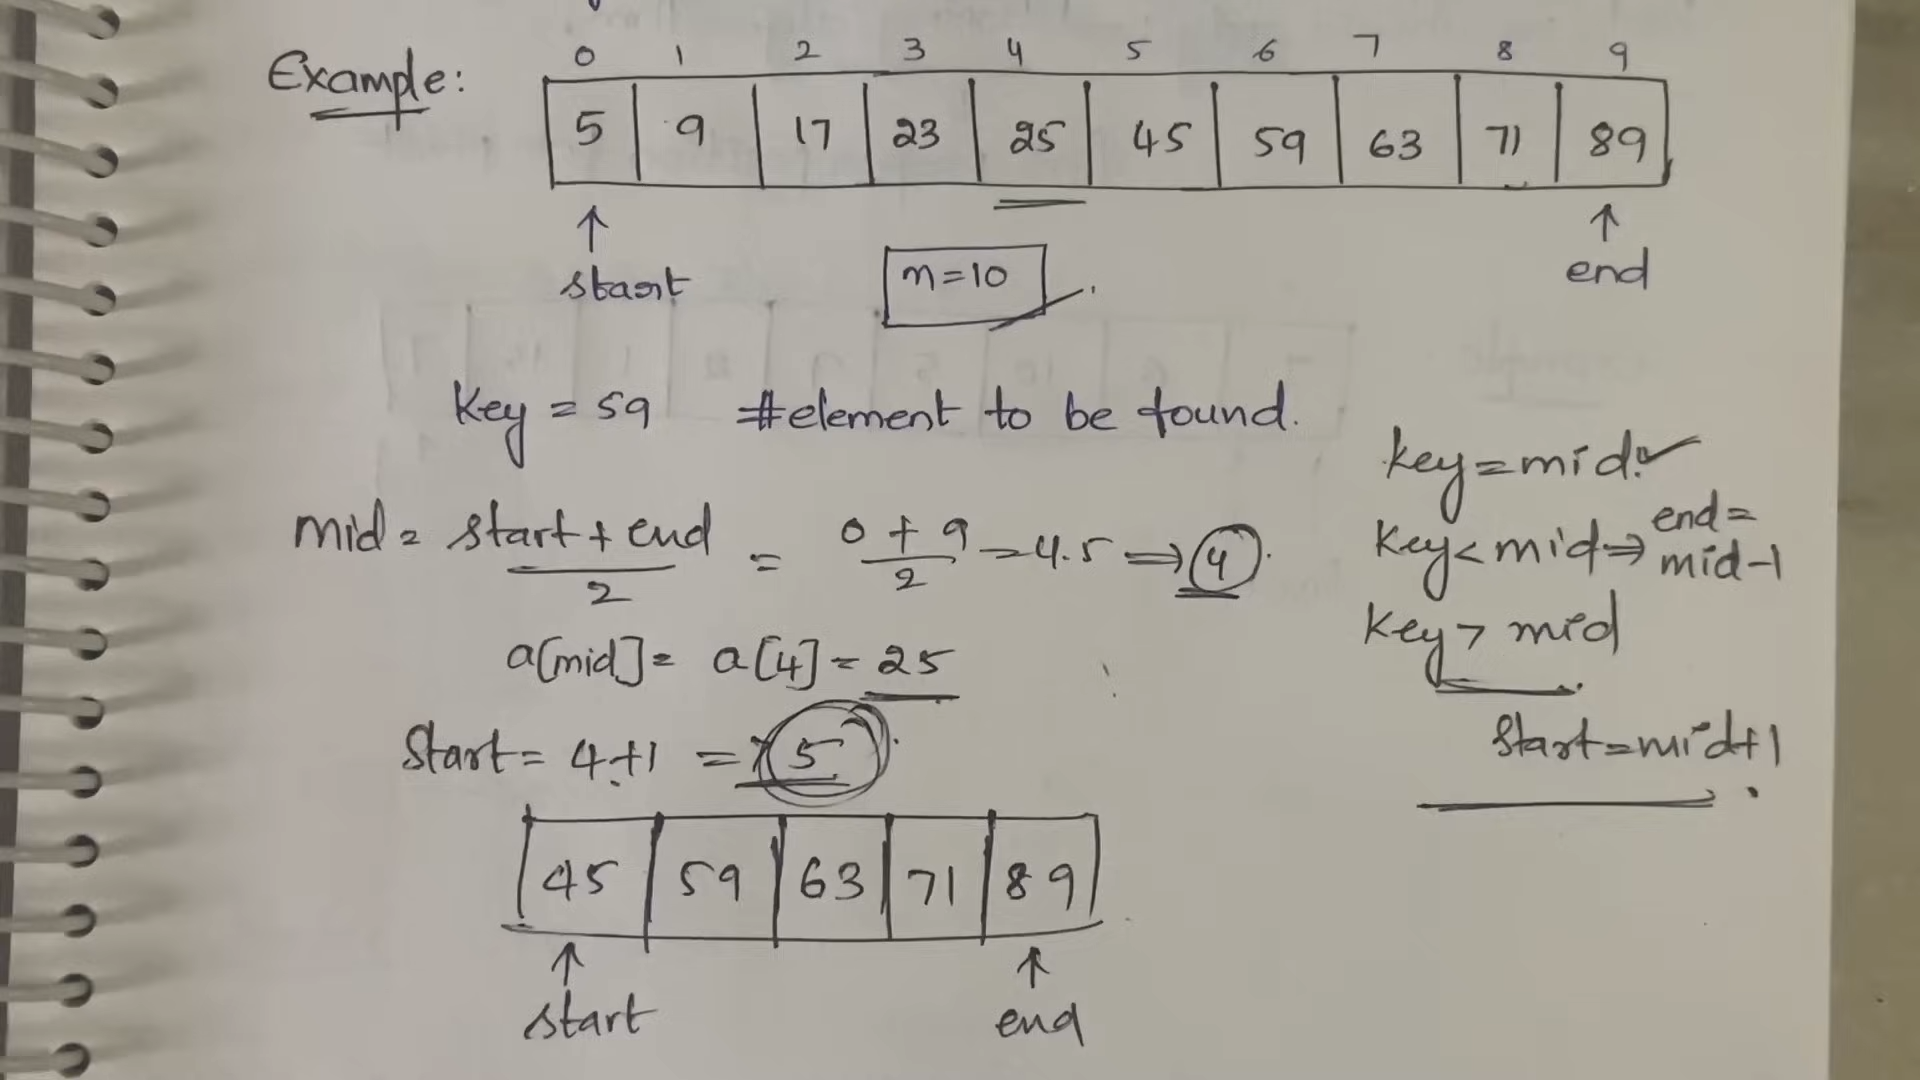 Example:
0 1 2 3 4 5 6 7 8 9
5 9 17 23 25 45 59 63 71 89
↑ ↑
start end
n=10
Key = 59 #element to be found.
mid = start + end / 2 = 0 + 9 / 2 = 4.5 ⇒ 4
a[mid] = a[4] = 25
Start = 4+1 = 5
key = mid ✓
key < mid ⇒ end =
mid-1
key > mid
Start = mid+1
45 59 63 71 89
↑ ↑
start end